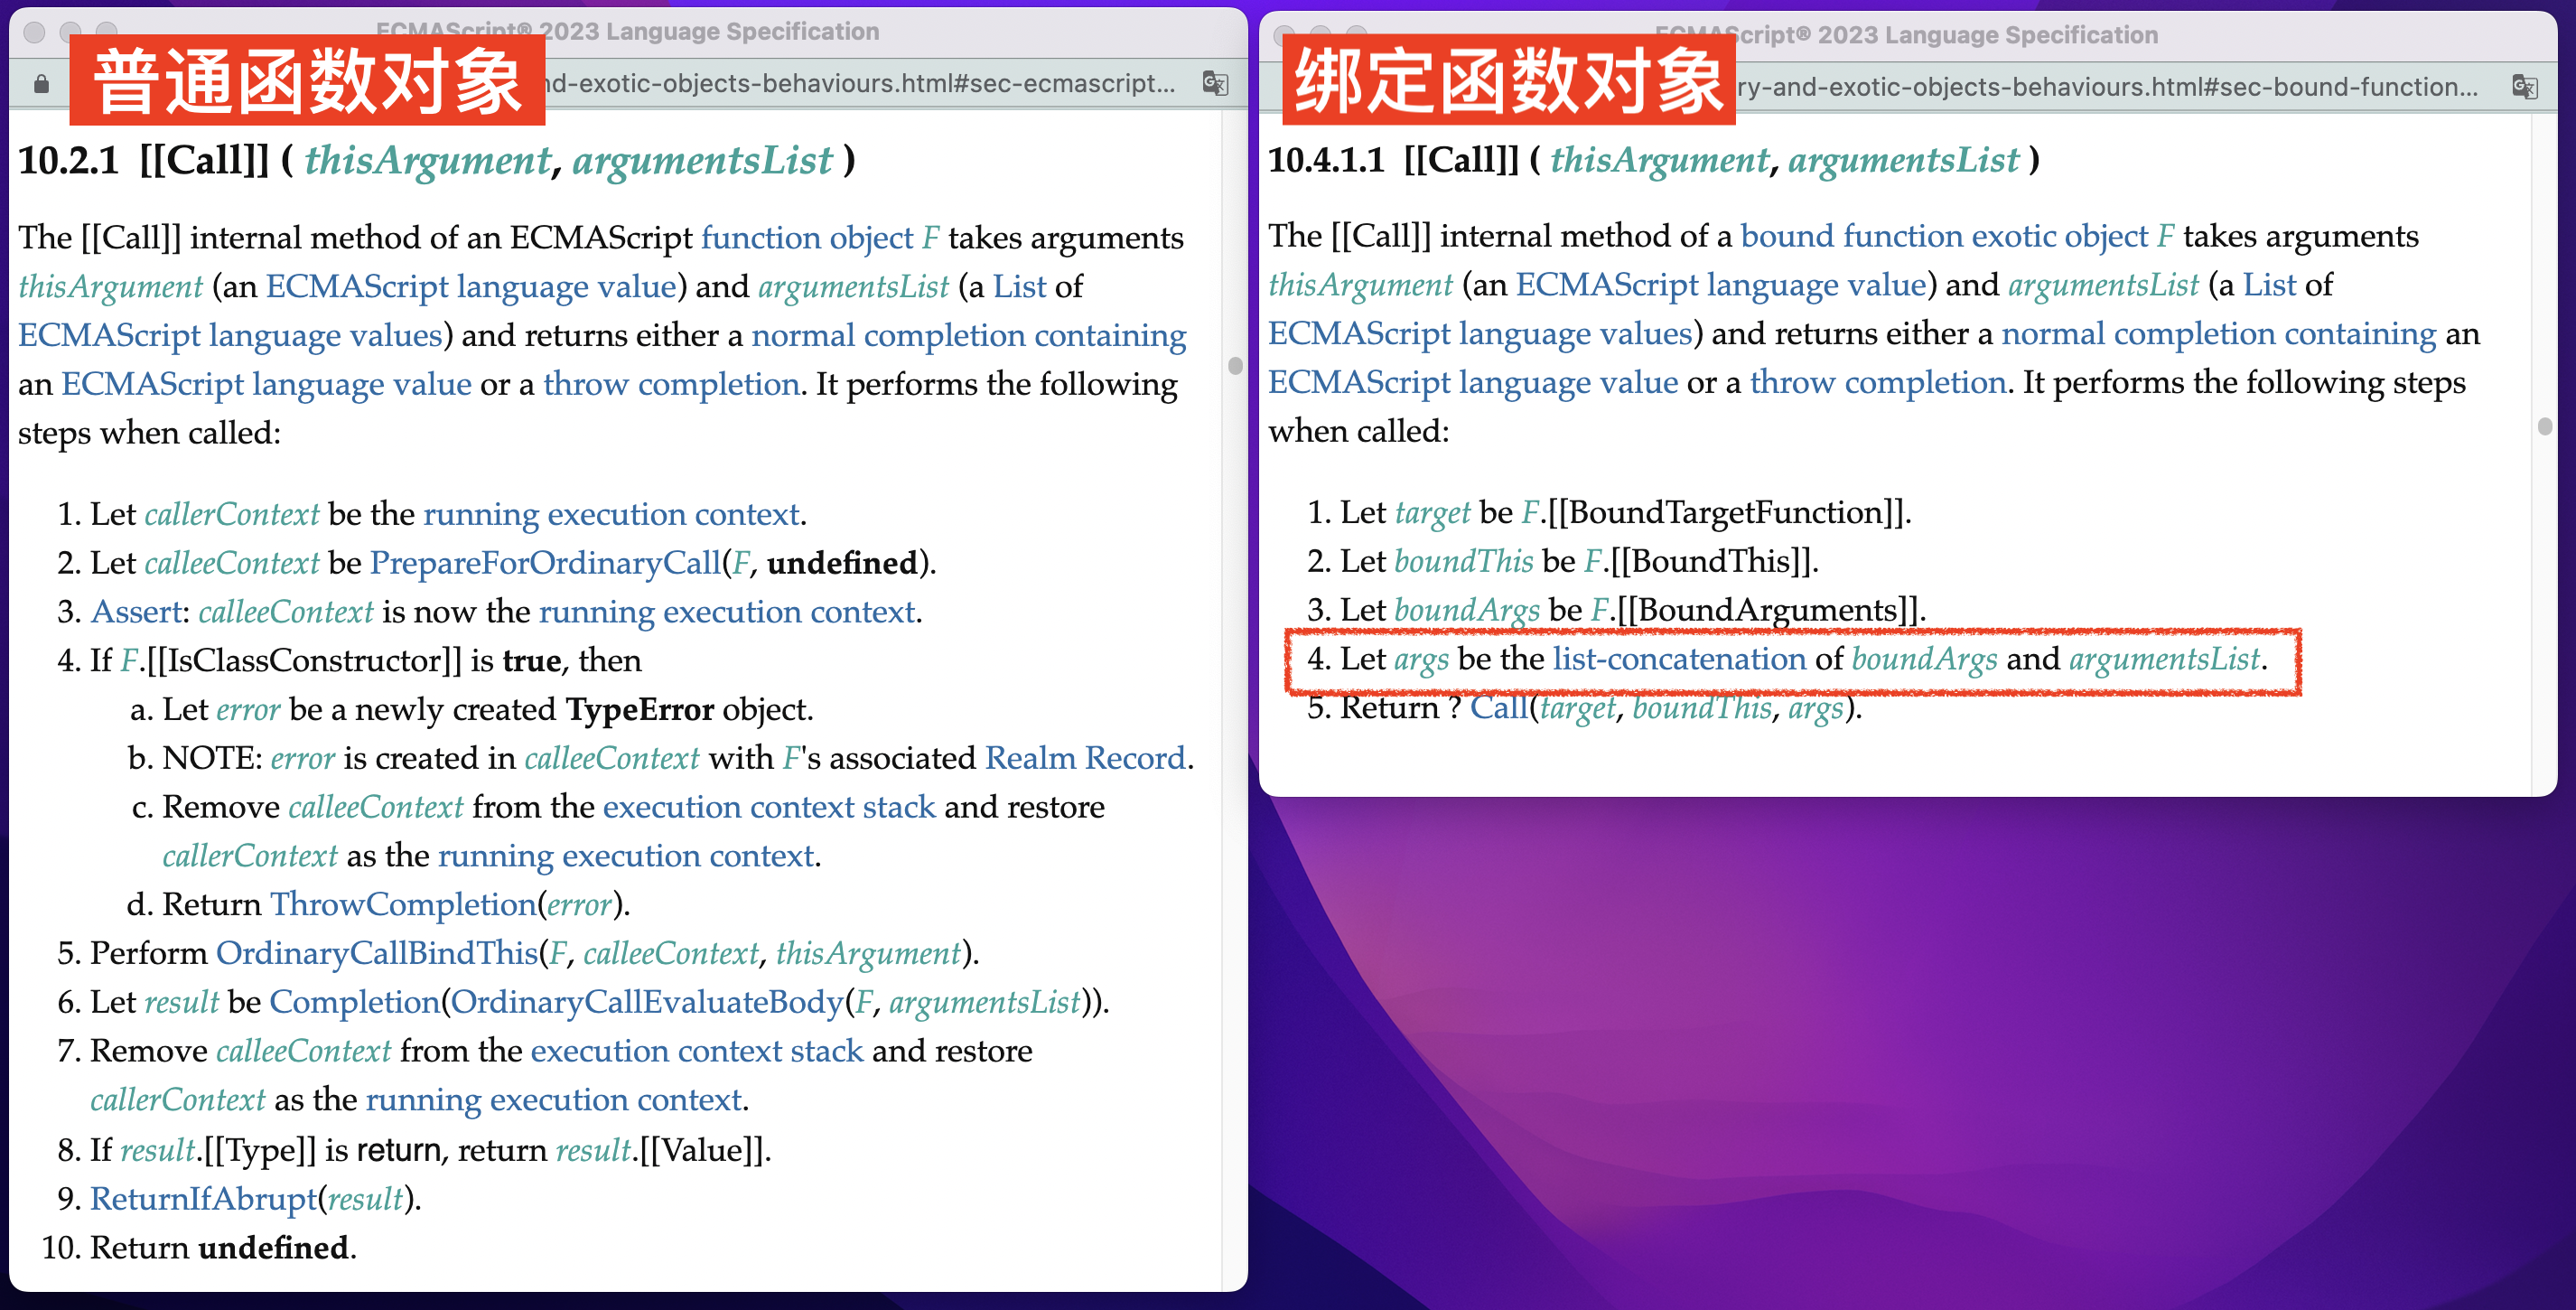 ECMAScript® 2023 Language Specification
普通函数对象
nd-exotic-objects-behaviours.html#sec-ecmascript...
10.2.1 [[Call]] ( thisArgument, argumentsList )
The [[Call]] internal method of an ECMAScript function object F takes arguments
thisArgument (an ECMAScript language value) and argumentsList (a List of
ECMAScript language values) and returns either a normal completion containing
an ECMAScript language value or a throw completion. It performs the following
steps when called:
1. Let callerContext be the running execution context.
2. Let calleeContext be PrepareForOrdinaryCall(F, undefined).
3. Assert: calleeContext is now the running execution context.
4. If F.[[IsClassConstructor]] is true, then
a. Let error be a newly created TypeError object.
b. NOTE: error is created in calleeContext with F's associated Realm Record.
c. Remove calleeContext from the execution context stack and restore
callerContext as the running execution context.
d. Return ThrowCompletion(error).
5. Perform OrdinaryCallBindThis(F, calleeContext, thisArgument).
6. Let result be Completion(OrdinaryCallEvaluateBody(F, argumentsList)).
7. Remove calleeContext from the execution context stack and restore
callerContext as the running execution context.
8. If result.[[Type]] is return, return result.[[Value]].
9. ReturnIfAbrupt(result).
10. Return undefined.
ECMAScript® 2023 Language Specification
绑定函数对象
ry-and-exotic-objects-behaviours.html#sec-bound-function...
10.4.1.1 [[Call]] ( thisArgument, argumentsList )
The [[Call]] internal method of a bound function exotic object F takes arguments
thisArgument (an ECMAScript language value) and argumentsList (a List of
ECMAScript language values) and returns either a normal completion containing an
ECMAScript language value or a throw completion. It performs the following steps
when called:
1. Let target be F.[[BoundTargetFunction]].
2. Let boundThis be F.[[BoundThis]].
3. Let boundArgs be F.[[BoundArguments]].
4. Let args be the list-concatenation of boundArgs and argumentsList.
5. Return ? Call(target, boundThis, args).